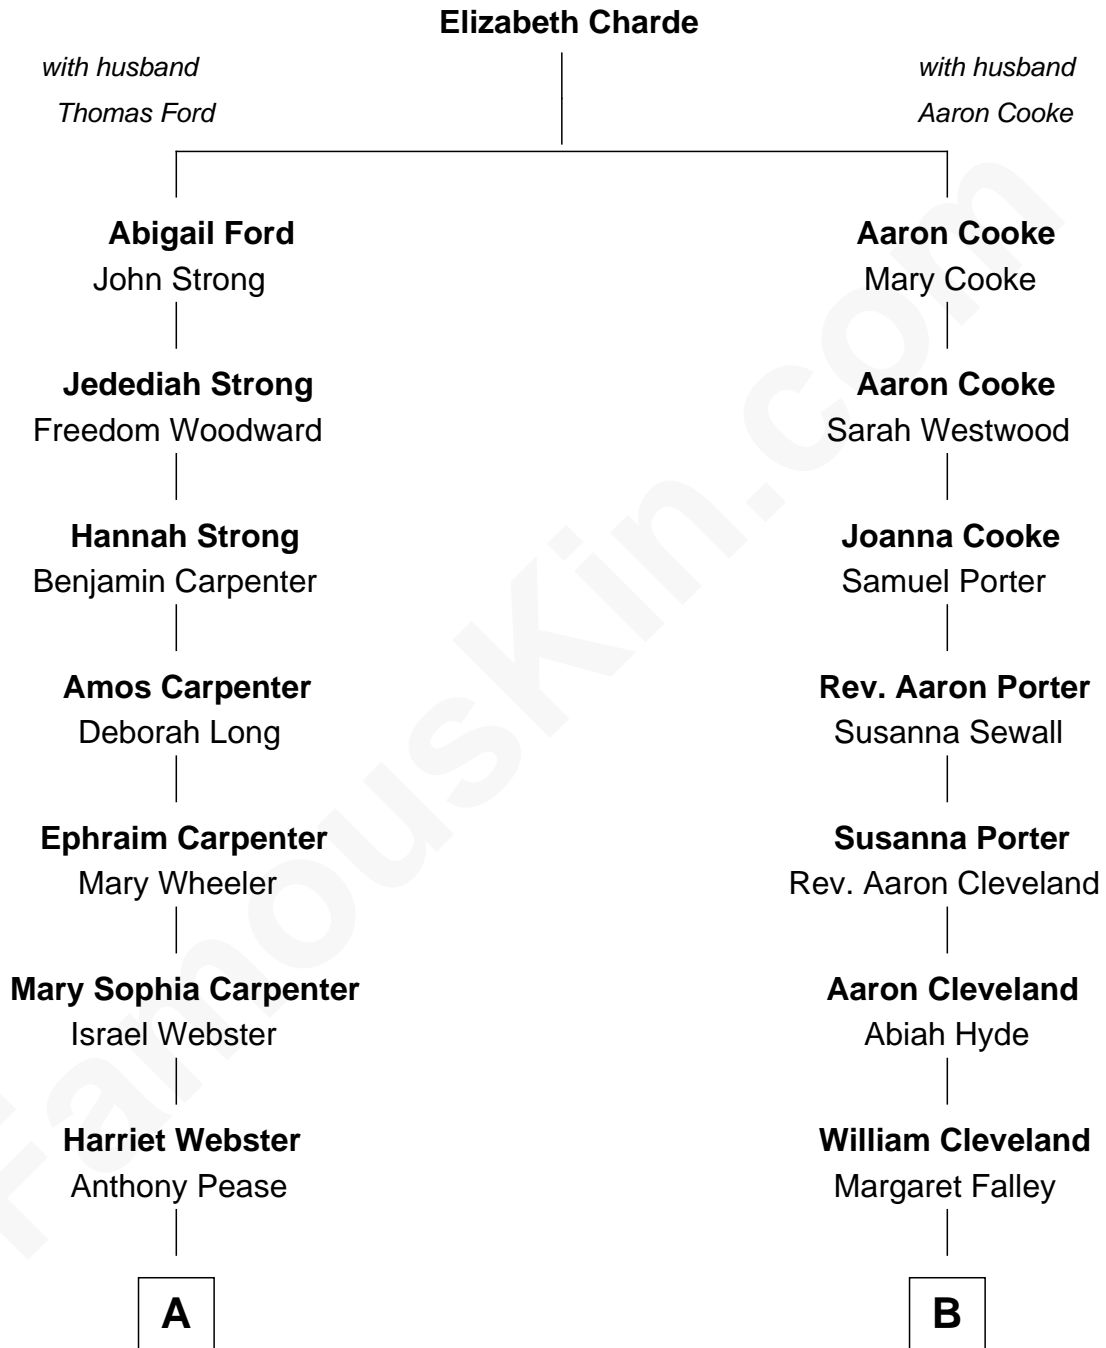 Elizabeth Charde
with husband
Thomas Ford
with husband
Aaron Cooke
Abigail Ford
John Strong
Aaron Cooke
Mary Cooke
Jedediah Strong
Freedom Woodward
Aaron Cooke
Sarah Westwood
Hannah Strong
Benjamin Carpenter
Joanna Cooke
Samuel Porter
Amos Carpenter
Deborah Long
Rev. Aaron Porter
Susanna Sewall
Ephraim Carpenter
Mary Wheeler
Susanna Porter
Rev. Aaron Cleveland
Mary Sophia Carpenter
Israel Webster
Aaron Cleveland
Abiah Hyde
Harriet Webster
Anthony Pease
William Cleveland
Margaret Falley
A
B
FamousKin.com